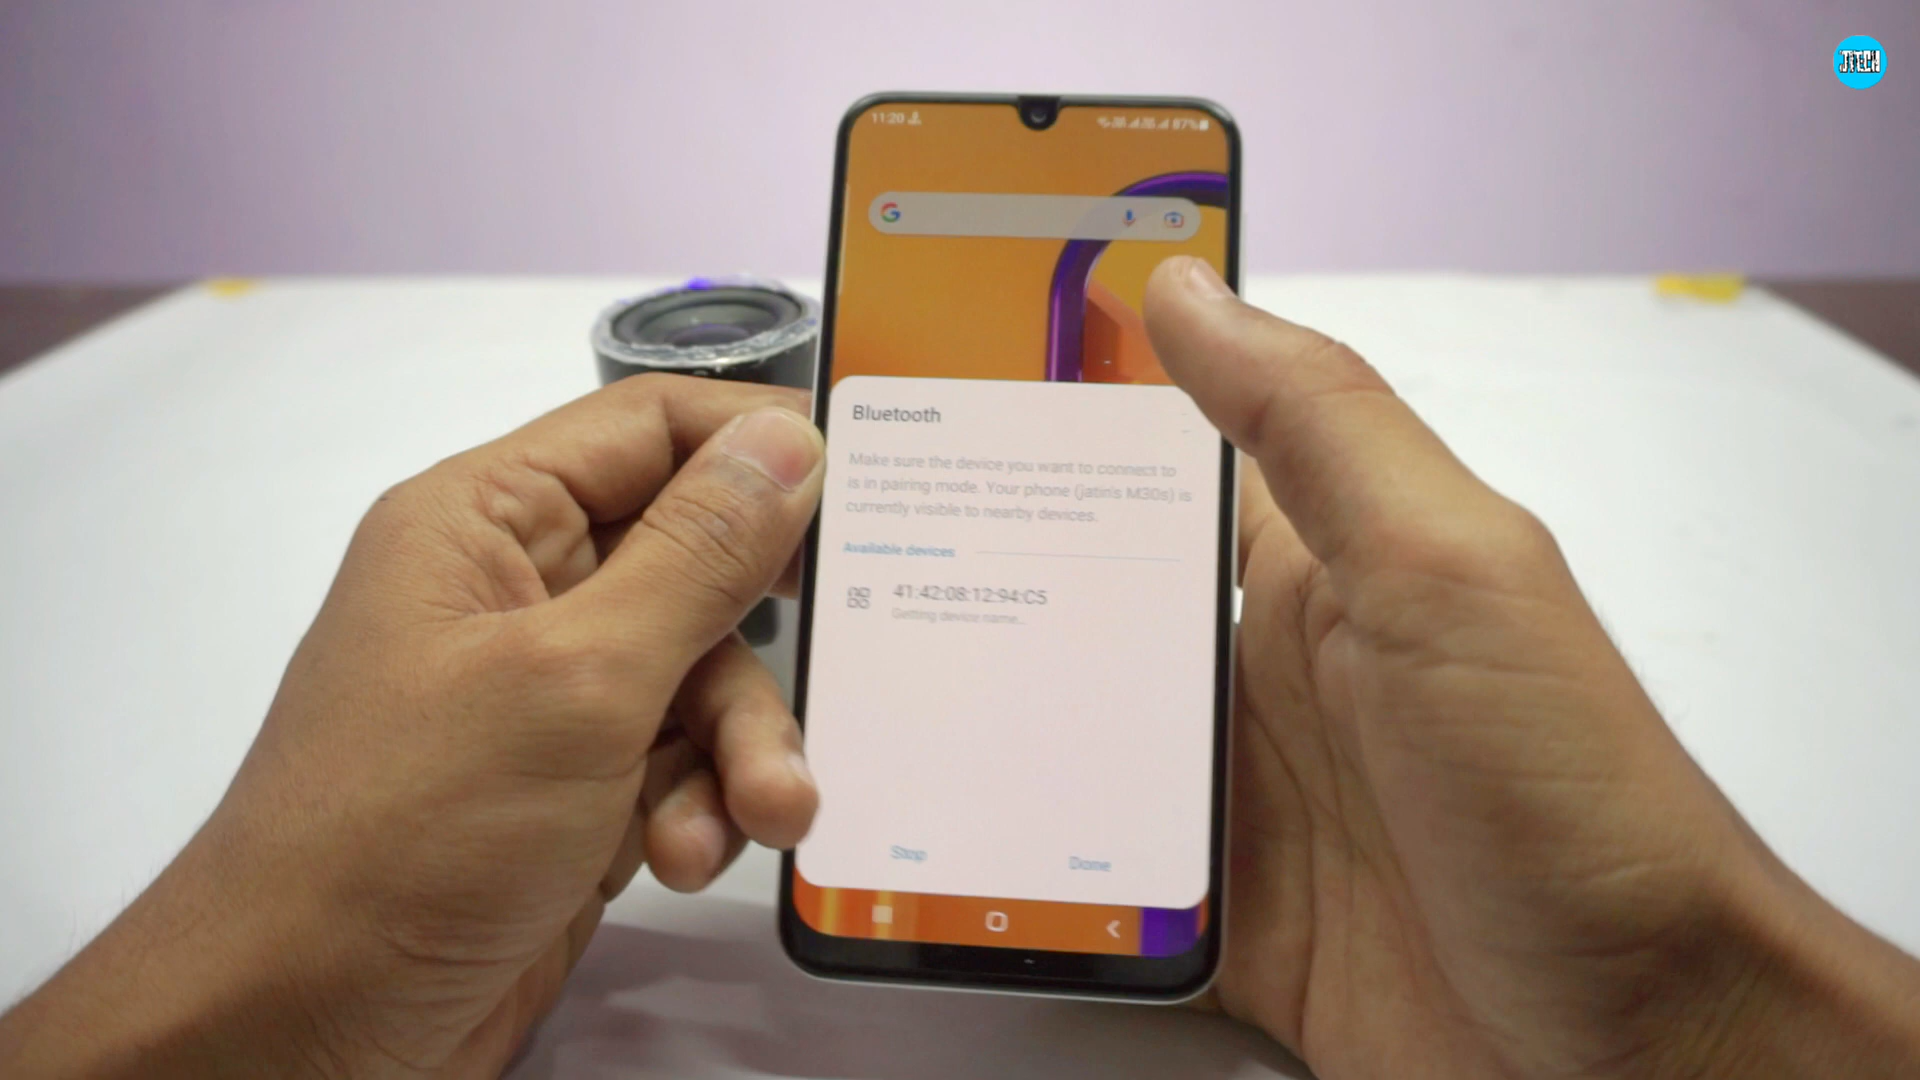 JITECH
11:20
87%
G
Bluetooth
Make sure the device you want to connect to
is in pairing mode. Your phone (jatin's M30s) is
currently visible to nearby devices.
Available devices
41:42:08:12:94:C5
Getting device name...
Stop
Done